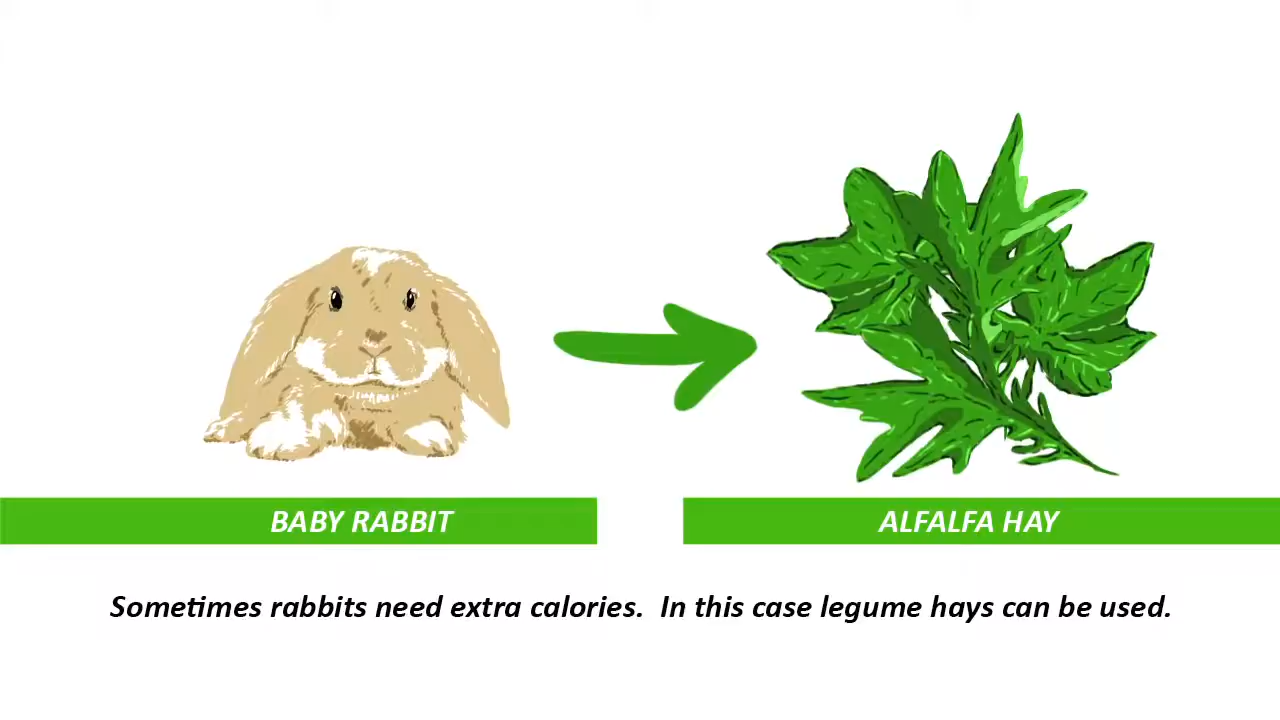 BABY RABBIT
ALFALFA HAY
Sometimes rabbits need extra calories.  In this case legume hays can be used.